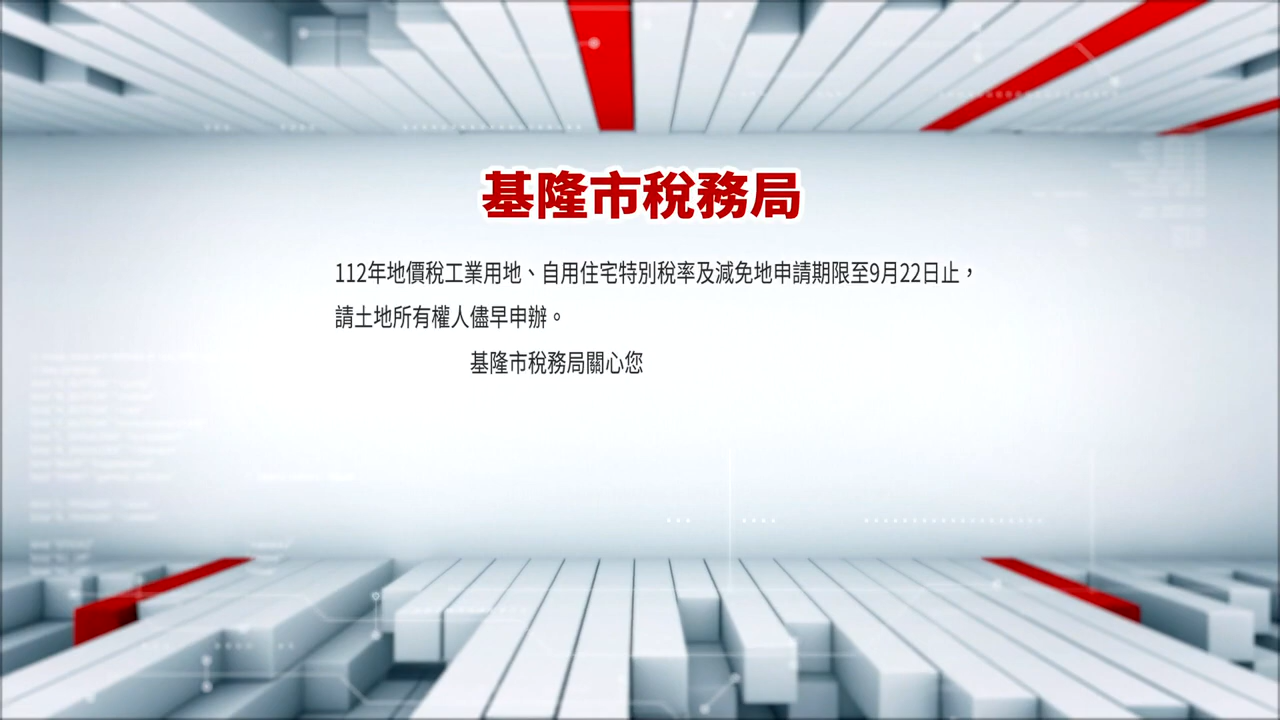 基隆市稅務局
112年地價稅工業用地、自用住宅特別稅率及減免地申請期限至9月22日止，
請土地所有權人儘早申辦。
基隆市稅務局關心您